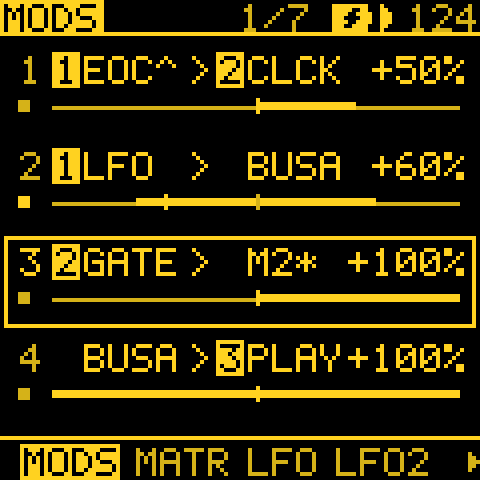 MODS 1/7 124
1 1EOC^ > 2CLCK +50%
2 1LFO > BUSA +60%
3 2GATE > M2* +100%
4 BUSA > 3PLAY +100%
MODS MATR LFO LFO2